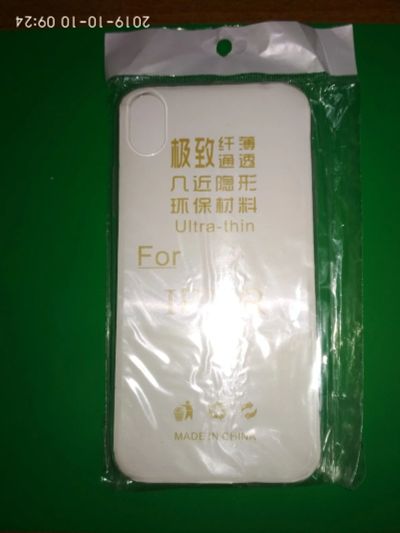 2019-10-10 09:24
极致纤薄通透
几近隐形
环保材料
Ultra-thin
For
MADE IN CHINA